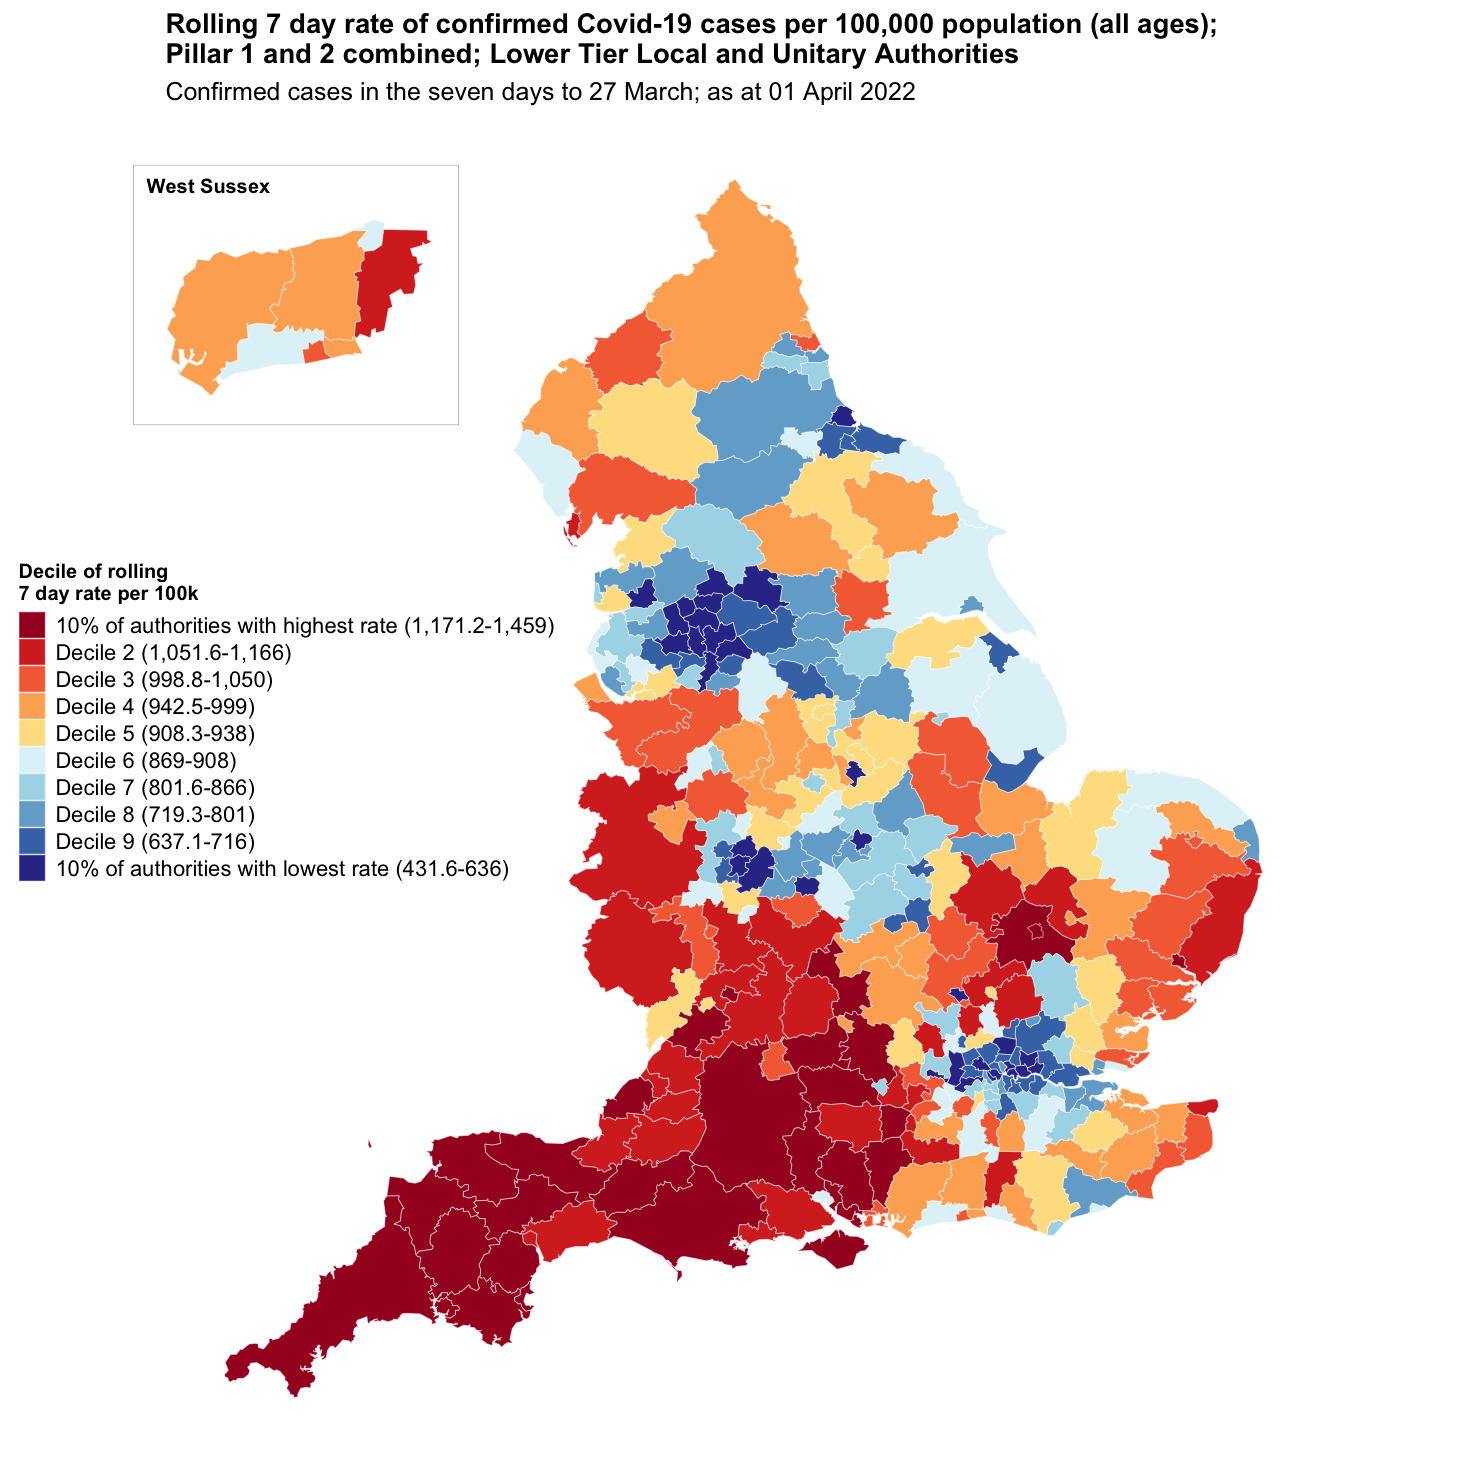 Rolling 7 day rate of confirmed Covid-19 cases per 100,000 population (all ages);
Pillar 1 and 2 combined; Lower Tier Local and Unitary Authorities
Confirmed cases in the seven days to 27 March; as at 01 April 2022
West Sussex
Decile of rolling
7 day rate per 100k
10% of authorities with highest rate (1,171.2-1,459)
Decile 2 (1,051.6-1,166)
Decile 3 (998.8-1,050)
Decile 4 (942.5-999)
Decile 5 (908.3-938)
Decile 6 (869-908)
Decile 7 (801.6-866)
Decile 8 (719.3-801)
Decile 9 (637.1-716)
10% of authorities with lowest rate (431.6-636)